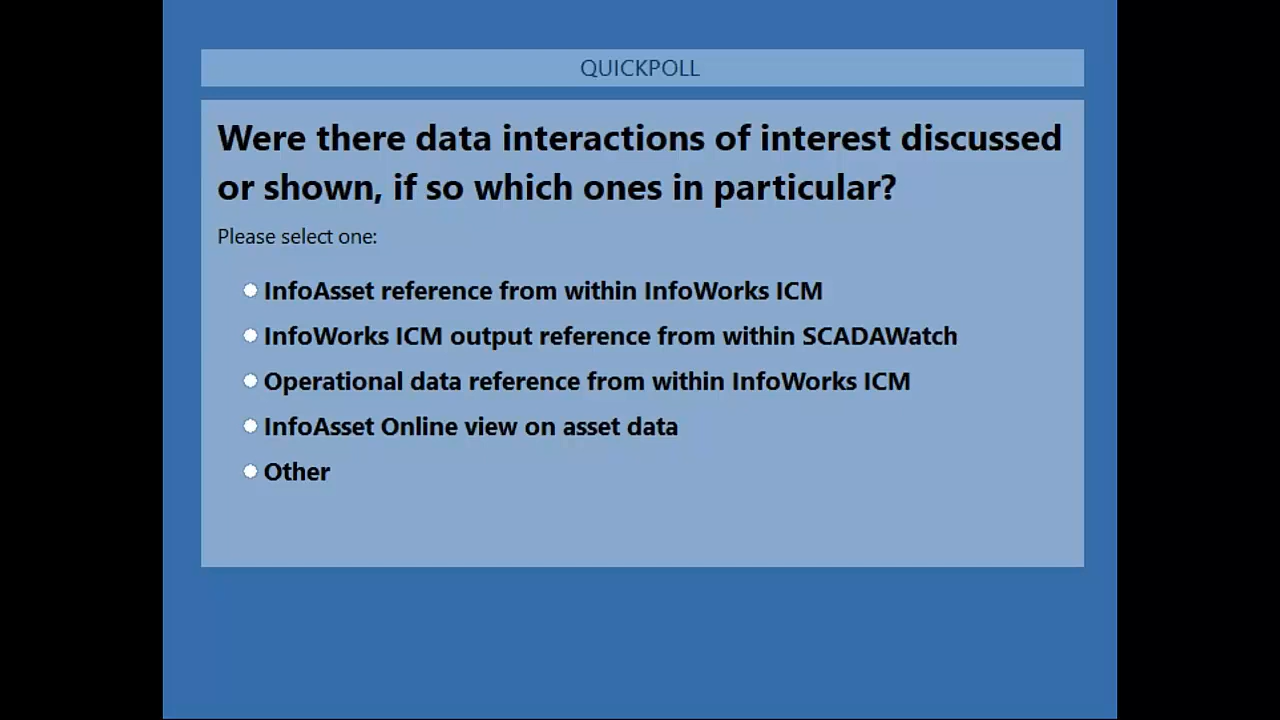 QUICKPOLL
Were there data interactions of interest discussed
or shown, if so which ones in particular?
Please select one:
InfoAsset reference from within InfoWorks ICM
InfoWorks ICM output reference from within SCADAWatch
Operational data reference from within InfoWorks ICM
InfoAsset Online view on asset data
Other